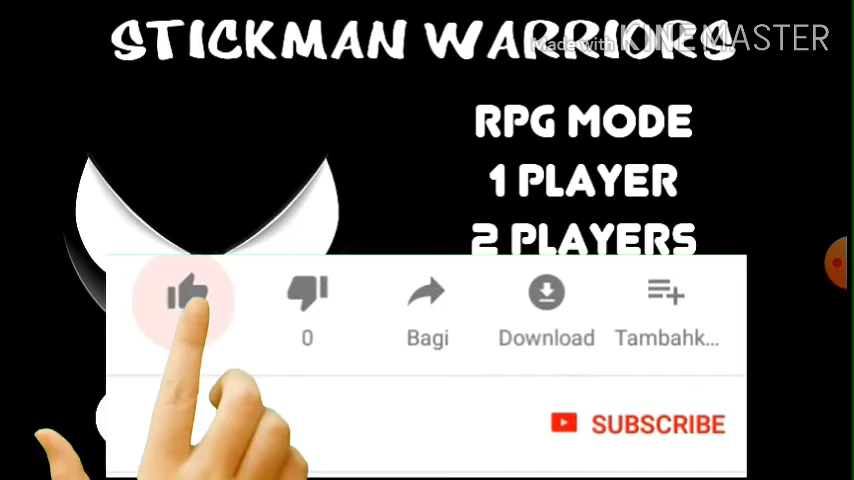 STICKMAN WARRIORS
Made with KINEMASTER
RPG MODE
1 PLAYER
2 PLAYERS
0
Bagi
Download
Tambahk...
SUBSCRIBE